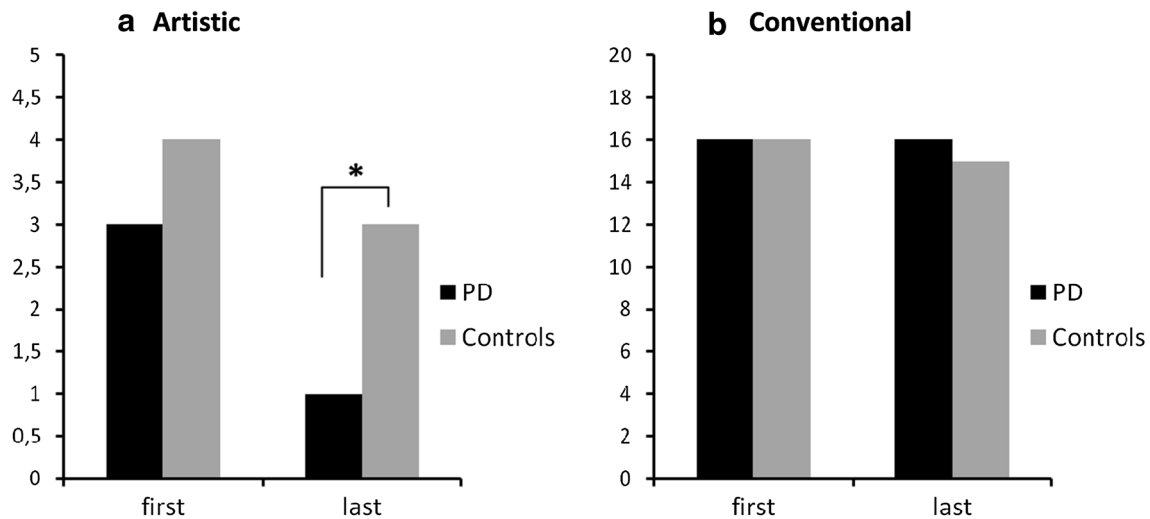 a Artistic
5
4,5
4
3,5
3
2,5
2
1,5
1
0,5
0
*
first last
PD
Controls
b Conventional
20
18
16
14
12
10
8
6
4
2
0
first last
PD
Controls